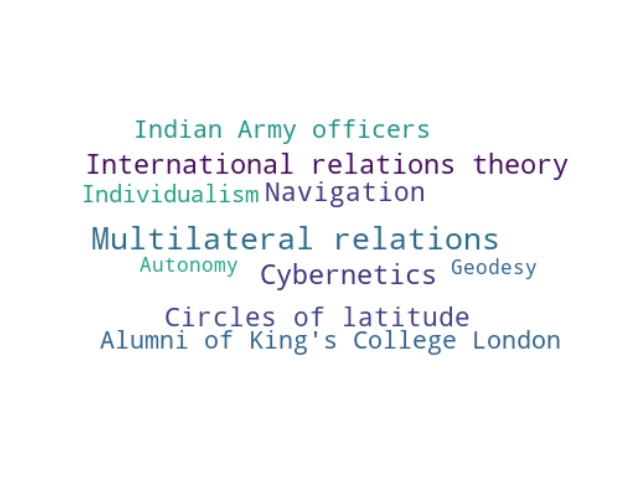 Indian Army officers
International relations theory
Individualism Navigation
Multilateral relations
Autonomy Cybernetics Geodesy
Circles of latitude
Alumni of King's College London